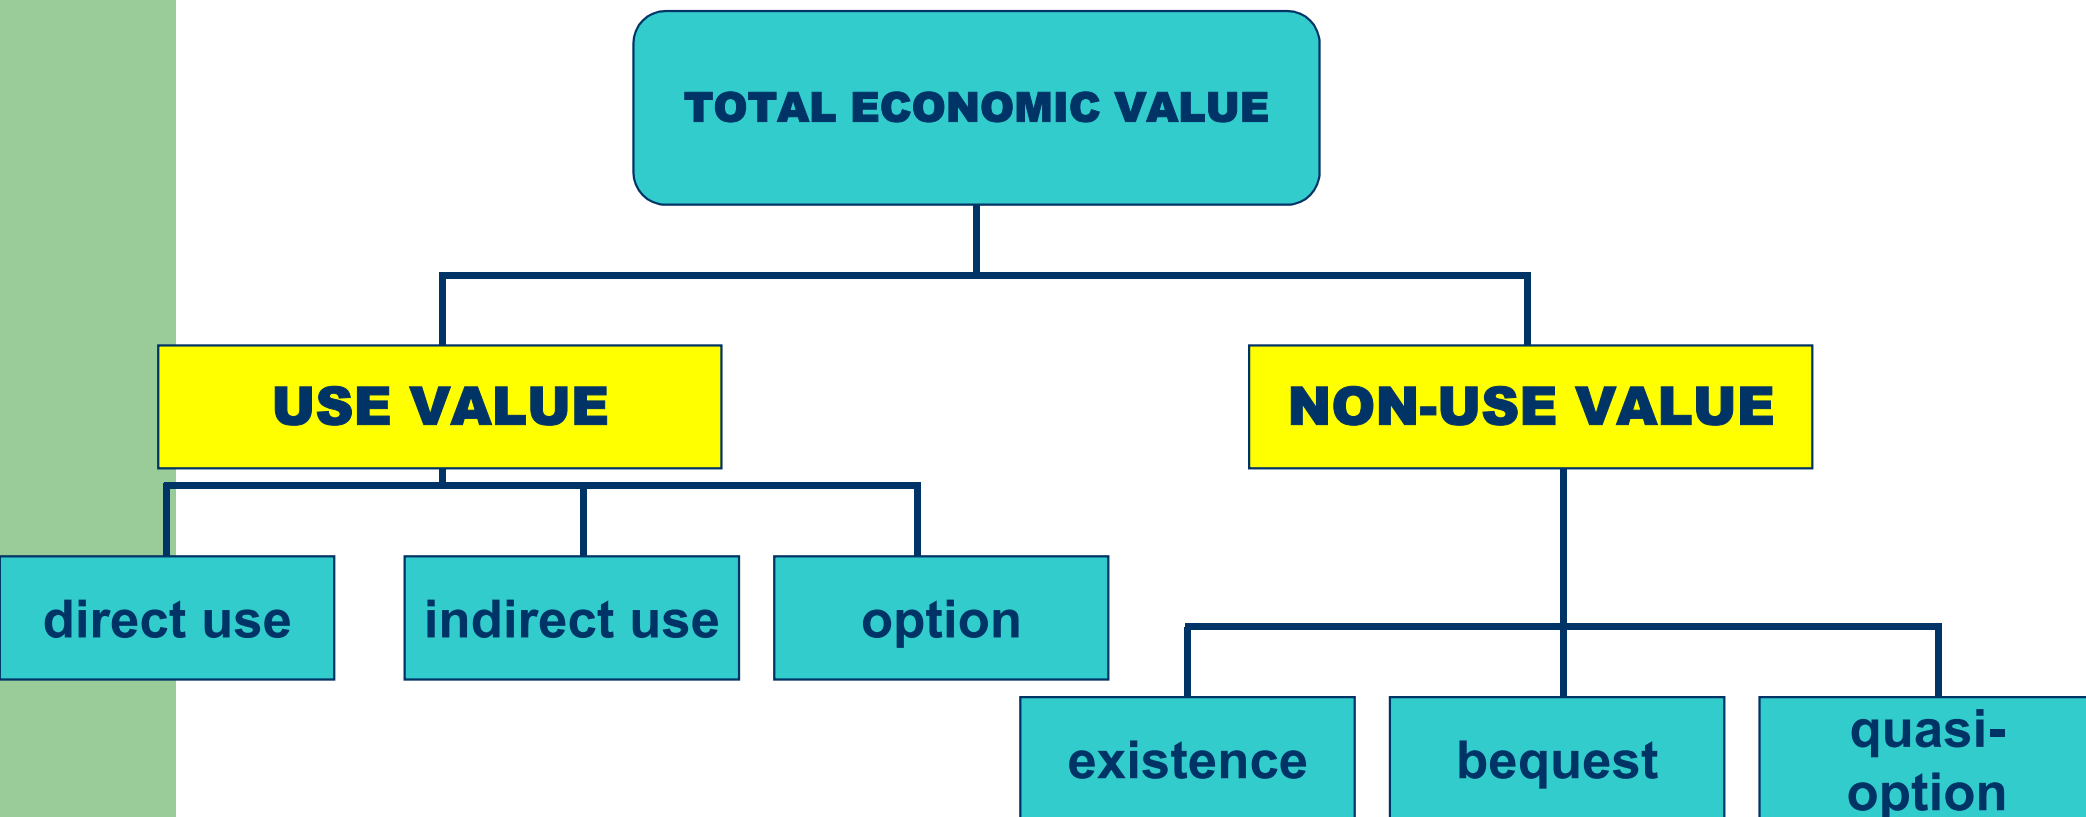 TOTAL ECONOMIC VALUE
USE VALUE
NON-USE VALUE
direct use
indirect use
option
existence
bequest
quasi-
option